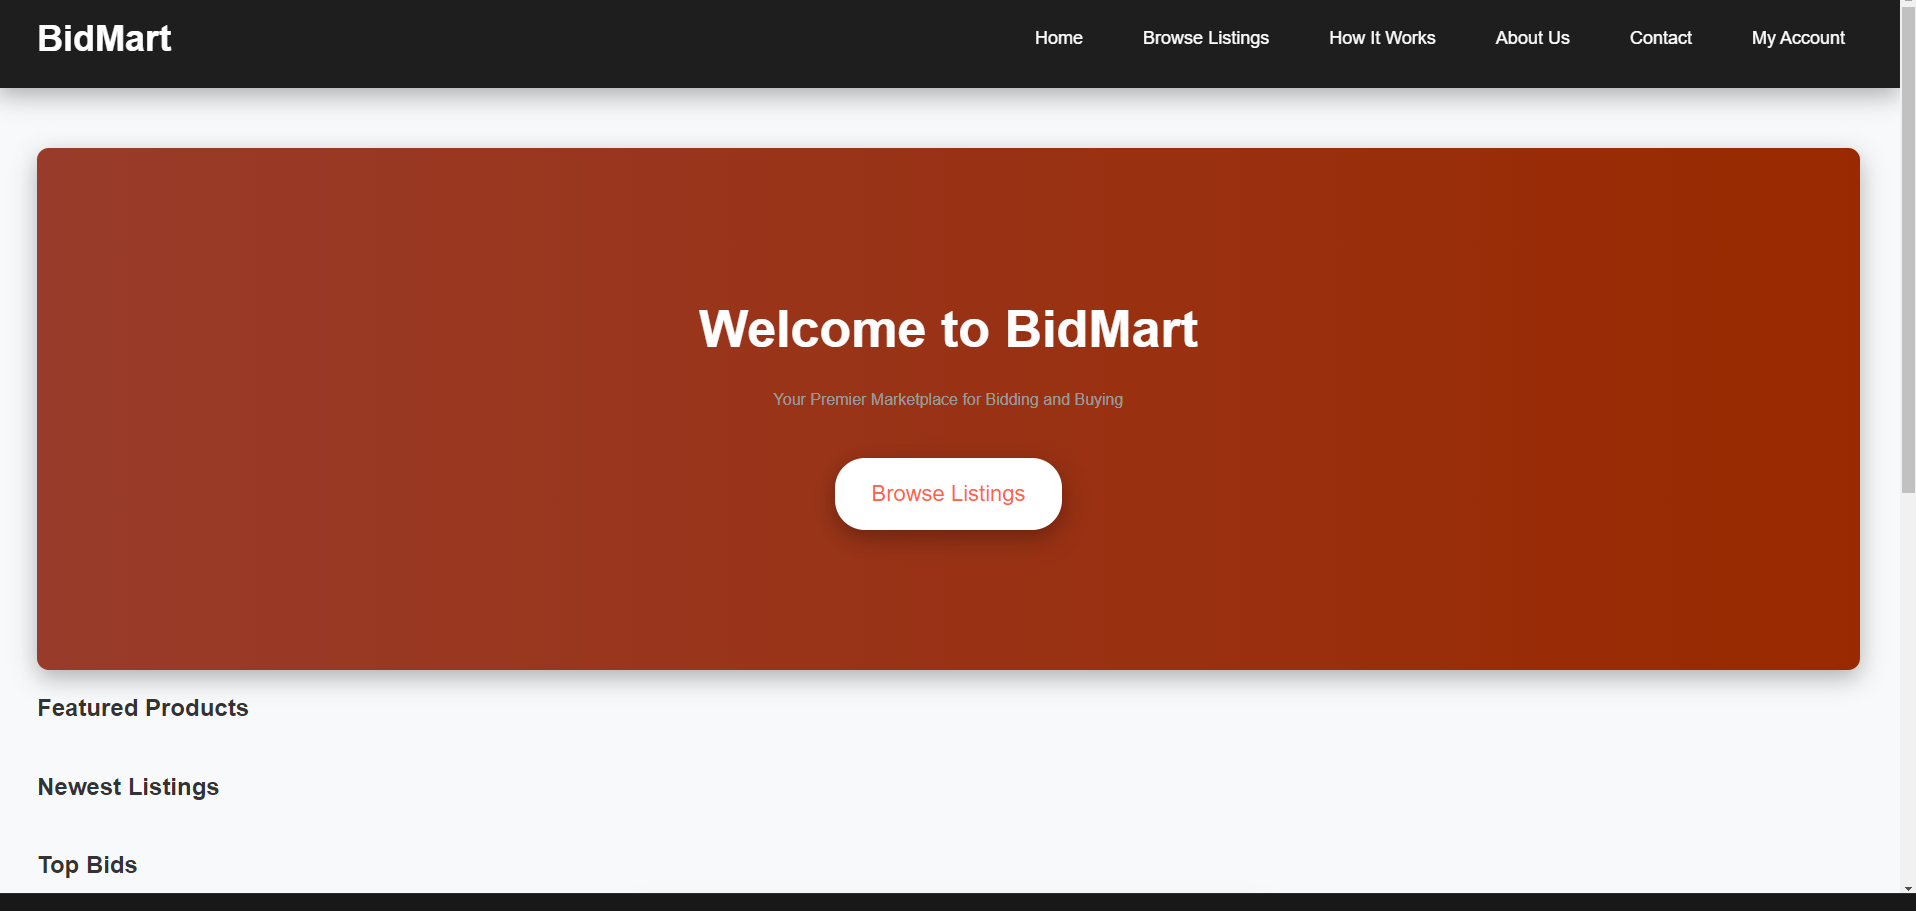 BidMart
Home Browse Listings How It Works About Us Contact My Account
Welcome to BidMart
Your Premier Marketplace for Bidding and Buying
Browse Listings
Featured Products
Newest Listings
Top Bids